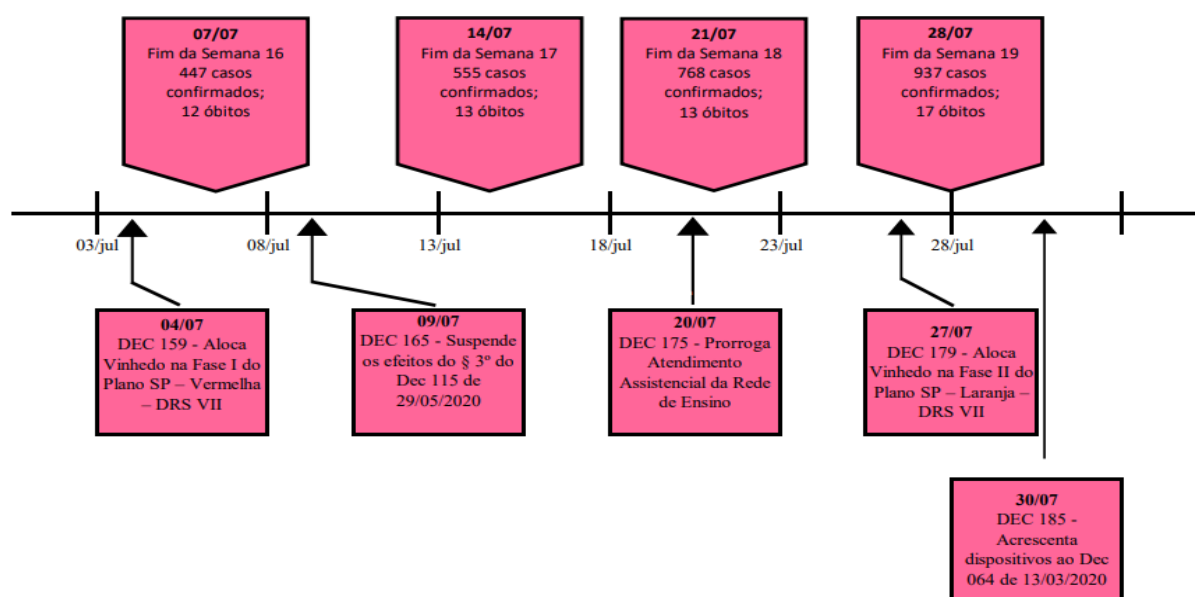 07/07
Fim da Semana 16
447 casos
confirmados;
12 óbitos
14/07
Fim da Semana 17
555 casos
confirmados;
13 óbitos
21/07
Fim da Semana 18
768 casos
confirmados;
13 óbitos
28/07
Fim da Semana 19
937 casos
confirmados;
17 óbitos
03/jul
08/jul
13/jul
18/jul
23/jul
28/jul
04/07
DEC 159 - Aloca
Vinhedo na Fase I do
Plano SP – Vermelha
– DRS VII
09/07
DEC 165 - Suspende
os efeitos do § 3º do
Dec 115 de
29/05/2020
20/07
DEC 175 - Prorroga
Atendimento
Assistencial da Rede
de Ensino
27/07
DEC 179 - Aloca
Vinhedo na Fase II do
Plano SP – Laranja –
DRS VII
30/07
DEC 185 -
Acrescenta
dispositivos ao Dec
064 de 13/03/2020